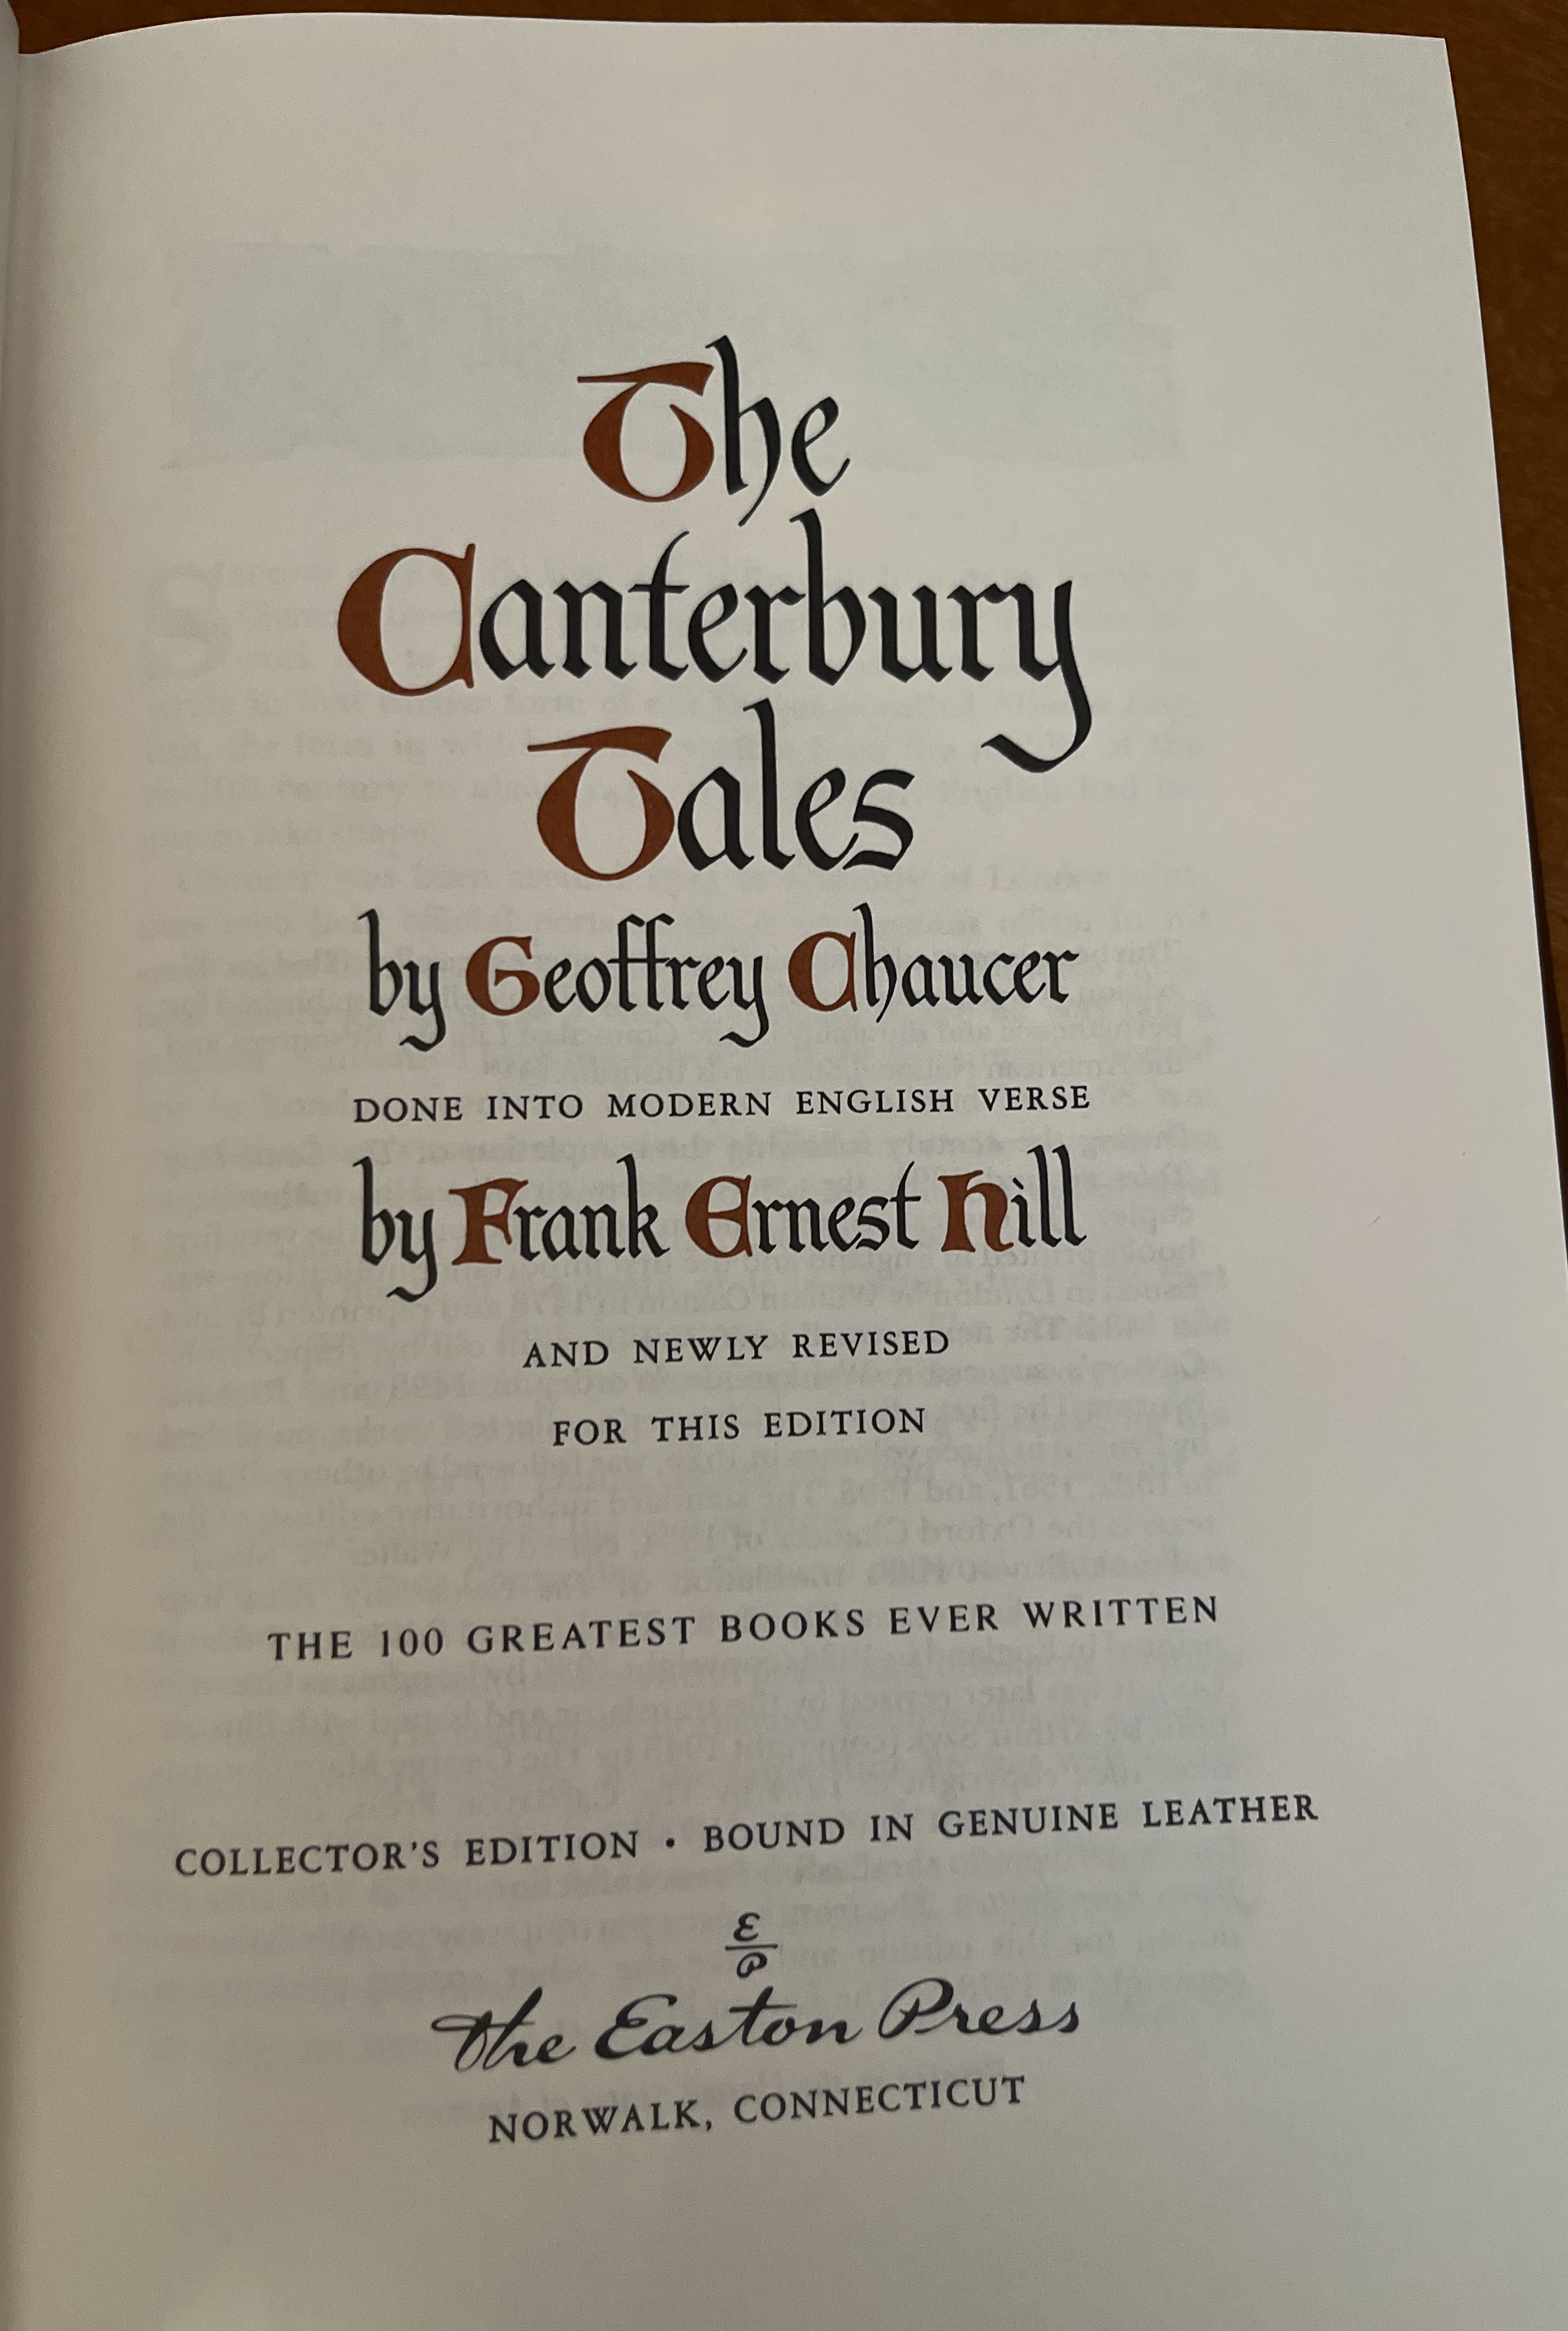 The
Canterbury
Tales
by Geoffrey Chaucer
DONE INTO MODERN ENGLISH VERSE
by Frank Ernest Hill
AND NEWLY REVISED
FOR THIS EDITION
THE 100 GREATEST BOOKS EVER WRITTEN
COLLECTOR'S EDITION • BOUND IN GENUINE LEATHER
E
P
The Easton Press
NORWALK, CONNECTICUT